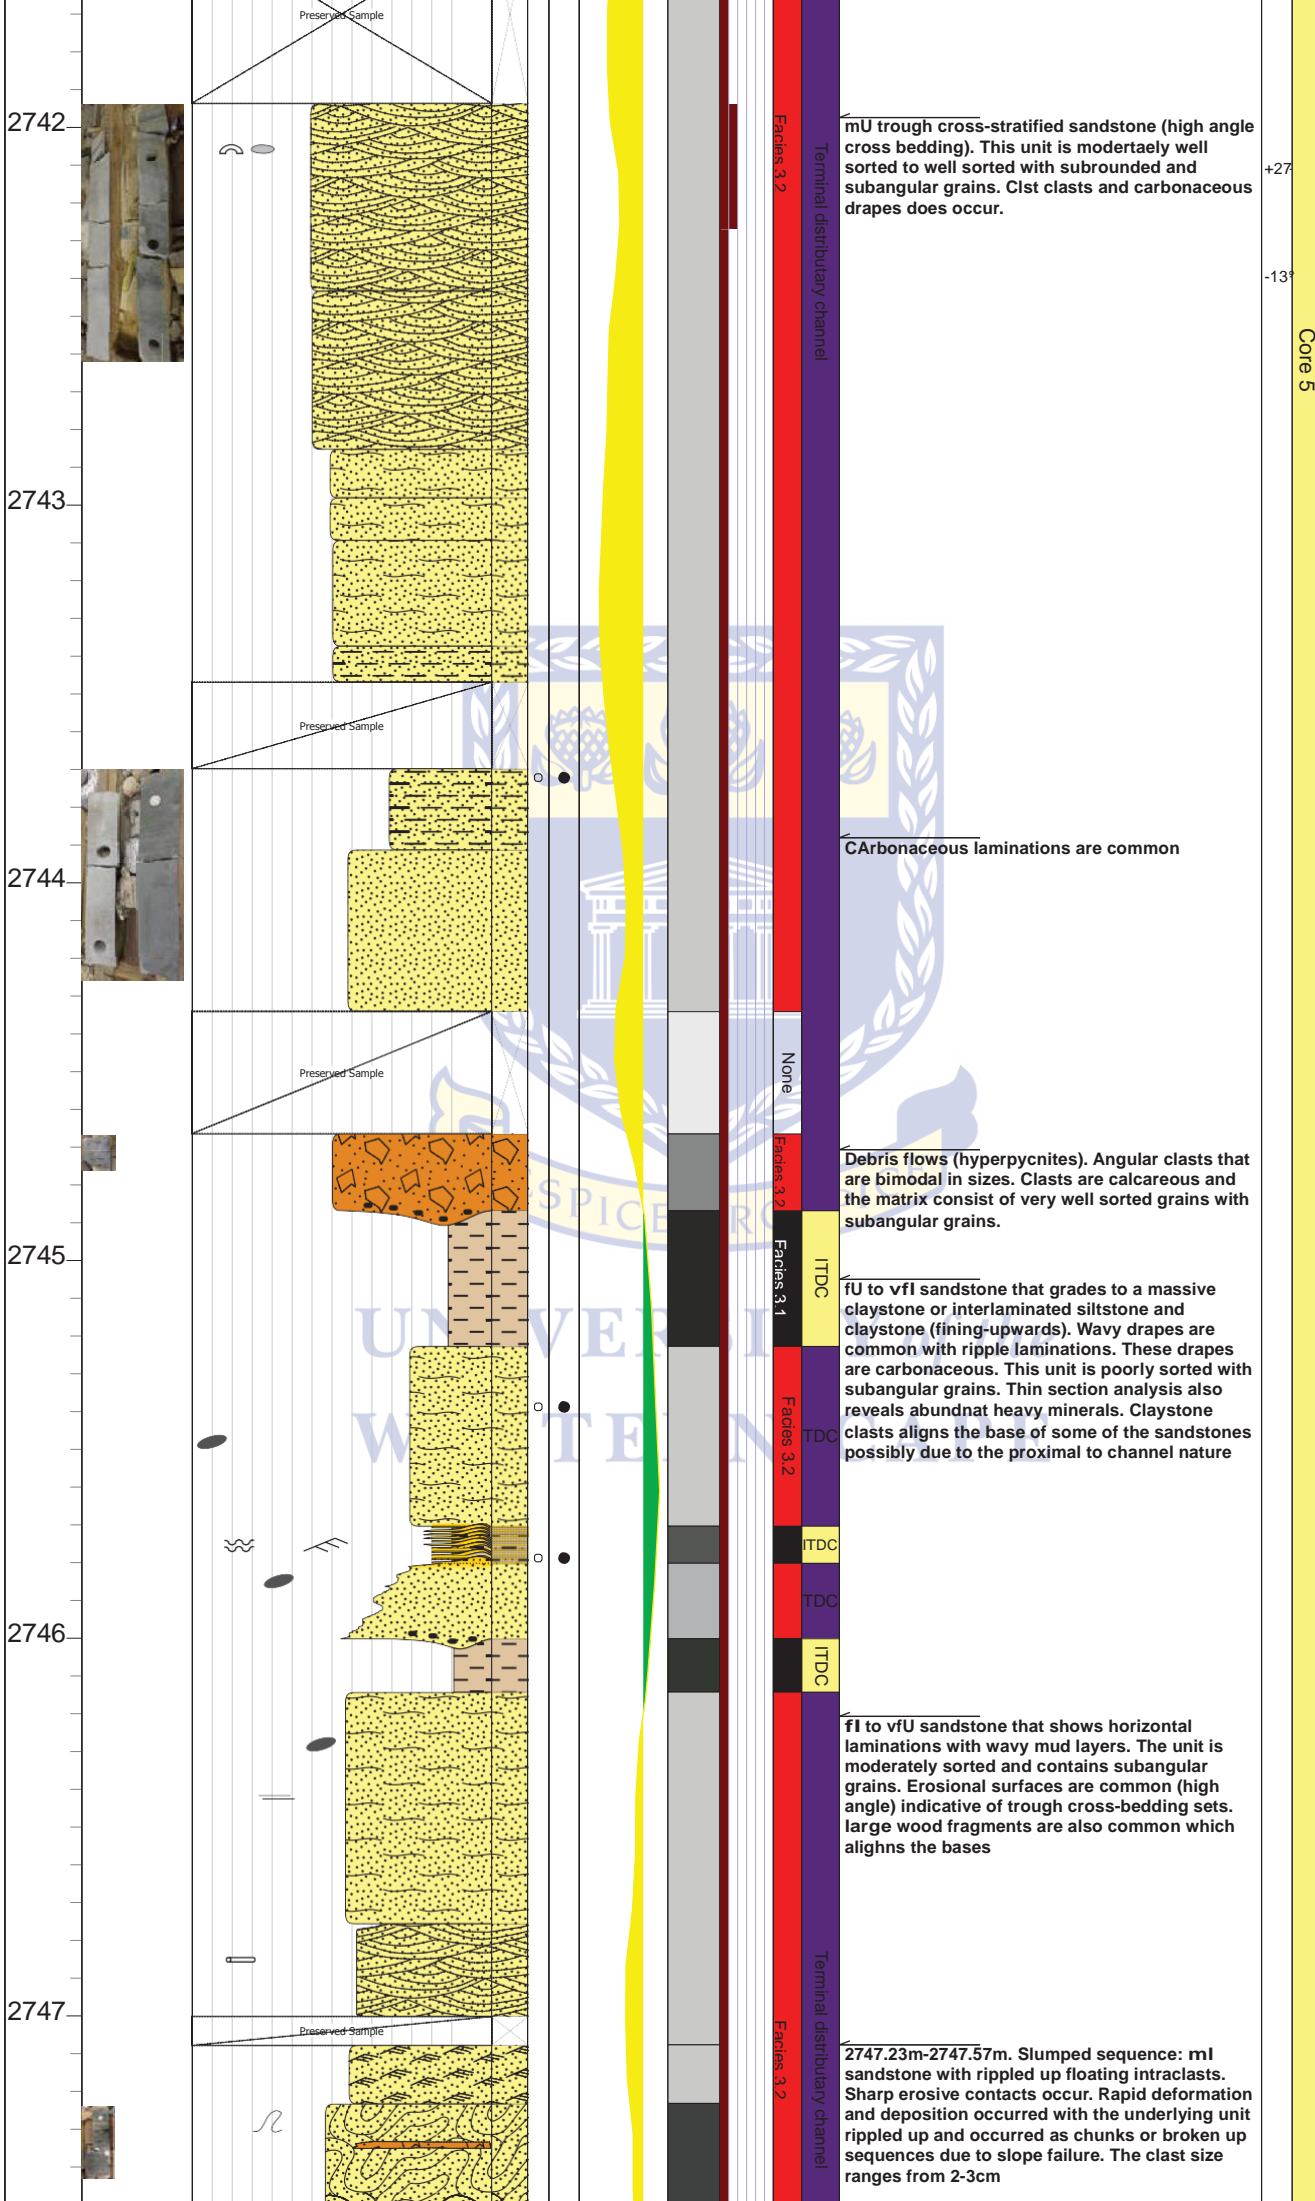 Preserved Sample
2742
Facies 3.2
Terminal distributary channel
mU trough cross-stratified sandstone (high angle
cross bedding). This unit is modertaely well
sorted to well sorted with subrounded and
subangular grains. Clst clasts and carbonaceous
drapes does occur.
+27
-13°
Core 5
2743
Preserved Sample
CArbonaceous laminations are common
2744
Preserved Sample
None
Facies 3.2
Debris flows (hyperpycnites). Angular clasts that
are bimodal in sizes. Clasts are calcareous and
the matrix consist of very well sorted grains with
subangular grains.
2745
Facies 3.1
ITDC
fU to vfl sandstone that grades to a massive
claystone or interlaminated siltstone and
claystone (fining-upwards). Wavy drapes are
common with ripple laminations. These drapes
are carbonaceous. This unit is poorly sorted with
subangular grains. Thin section analysis also
reveals abundnat heavy minerals. Claystone
clasts aligns the base of some of the sandstones
possibly due to the proximal to channel nature
Facies 3.2
TDC
UNIVERSITY of the
WESTERN CAPE
ITDC
TDC
2746
ITDC
fl to vfU sandstone that shows horizontal
laminations with wavy mud layers. The unit is
moderately sorted and contains subangular
grains. Erosional surfaces are common (high
angle) indicative of trough cross-bedding sets.
large wood fragments are also common which
alighns the bases
2747
Preserved Sample
Facies 3.2
Terminal distributary channel
2747.23m-2747.57m. Slumped sequence: ml
sandstone with rippled up floating intraclasts.
Sharp erosive contacts occur. Rapid deformation
and deposition occurred with the underlying unit
rippled up and occurred as chunks or broken up
sequences due to slope failure. The clast size
ranges from 2-3cm